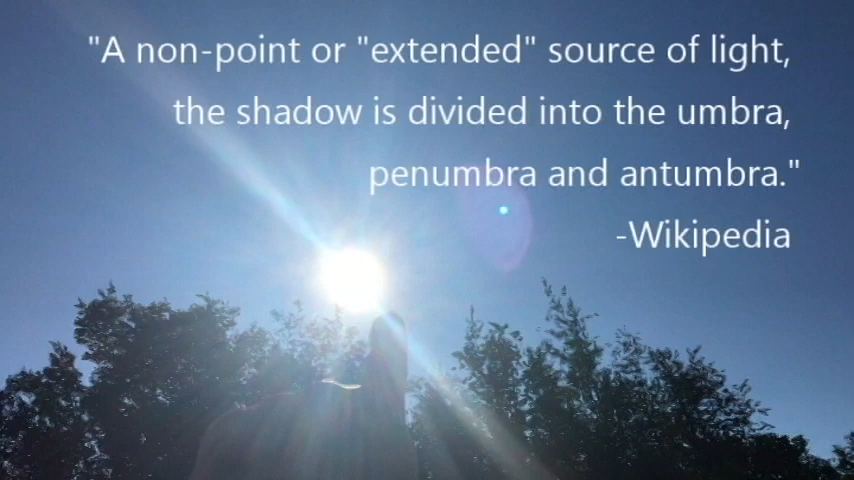 "A non-point or "extended" source of light,
the shadow is divided into the umbra,
penumbra and antumbra."
-Wikipedia